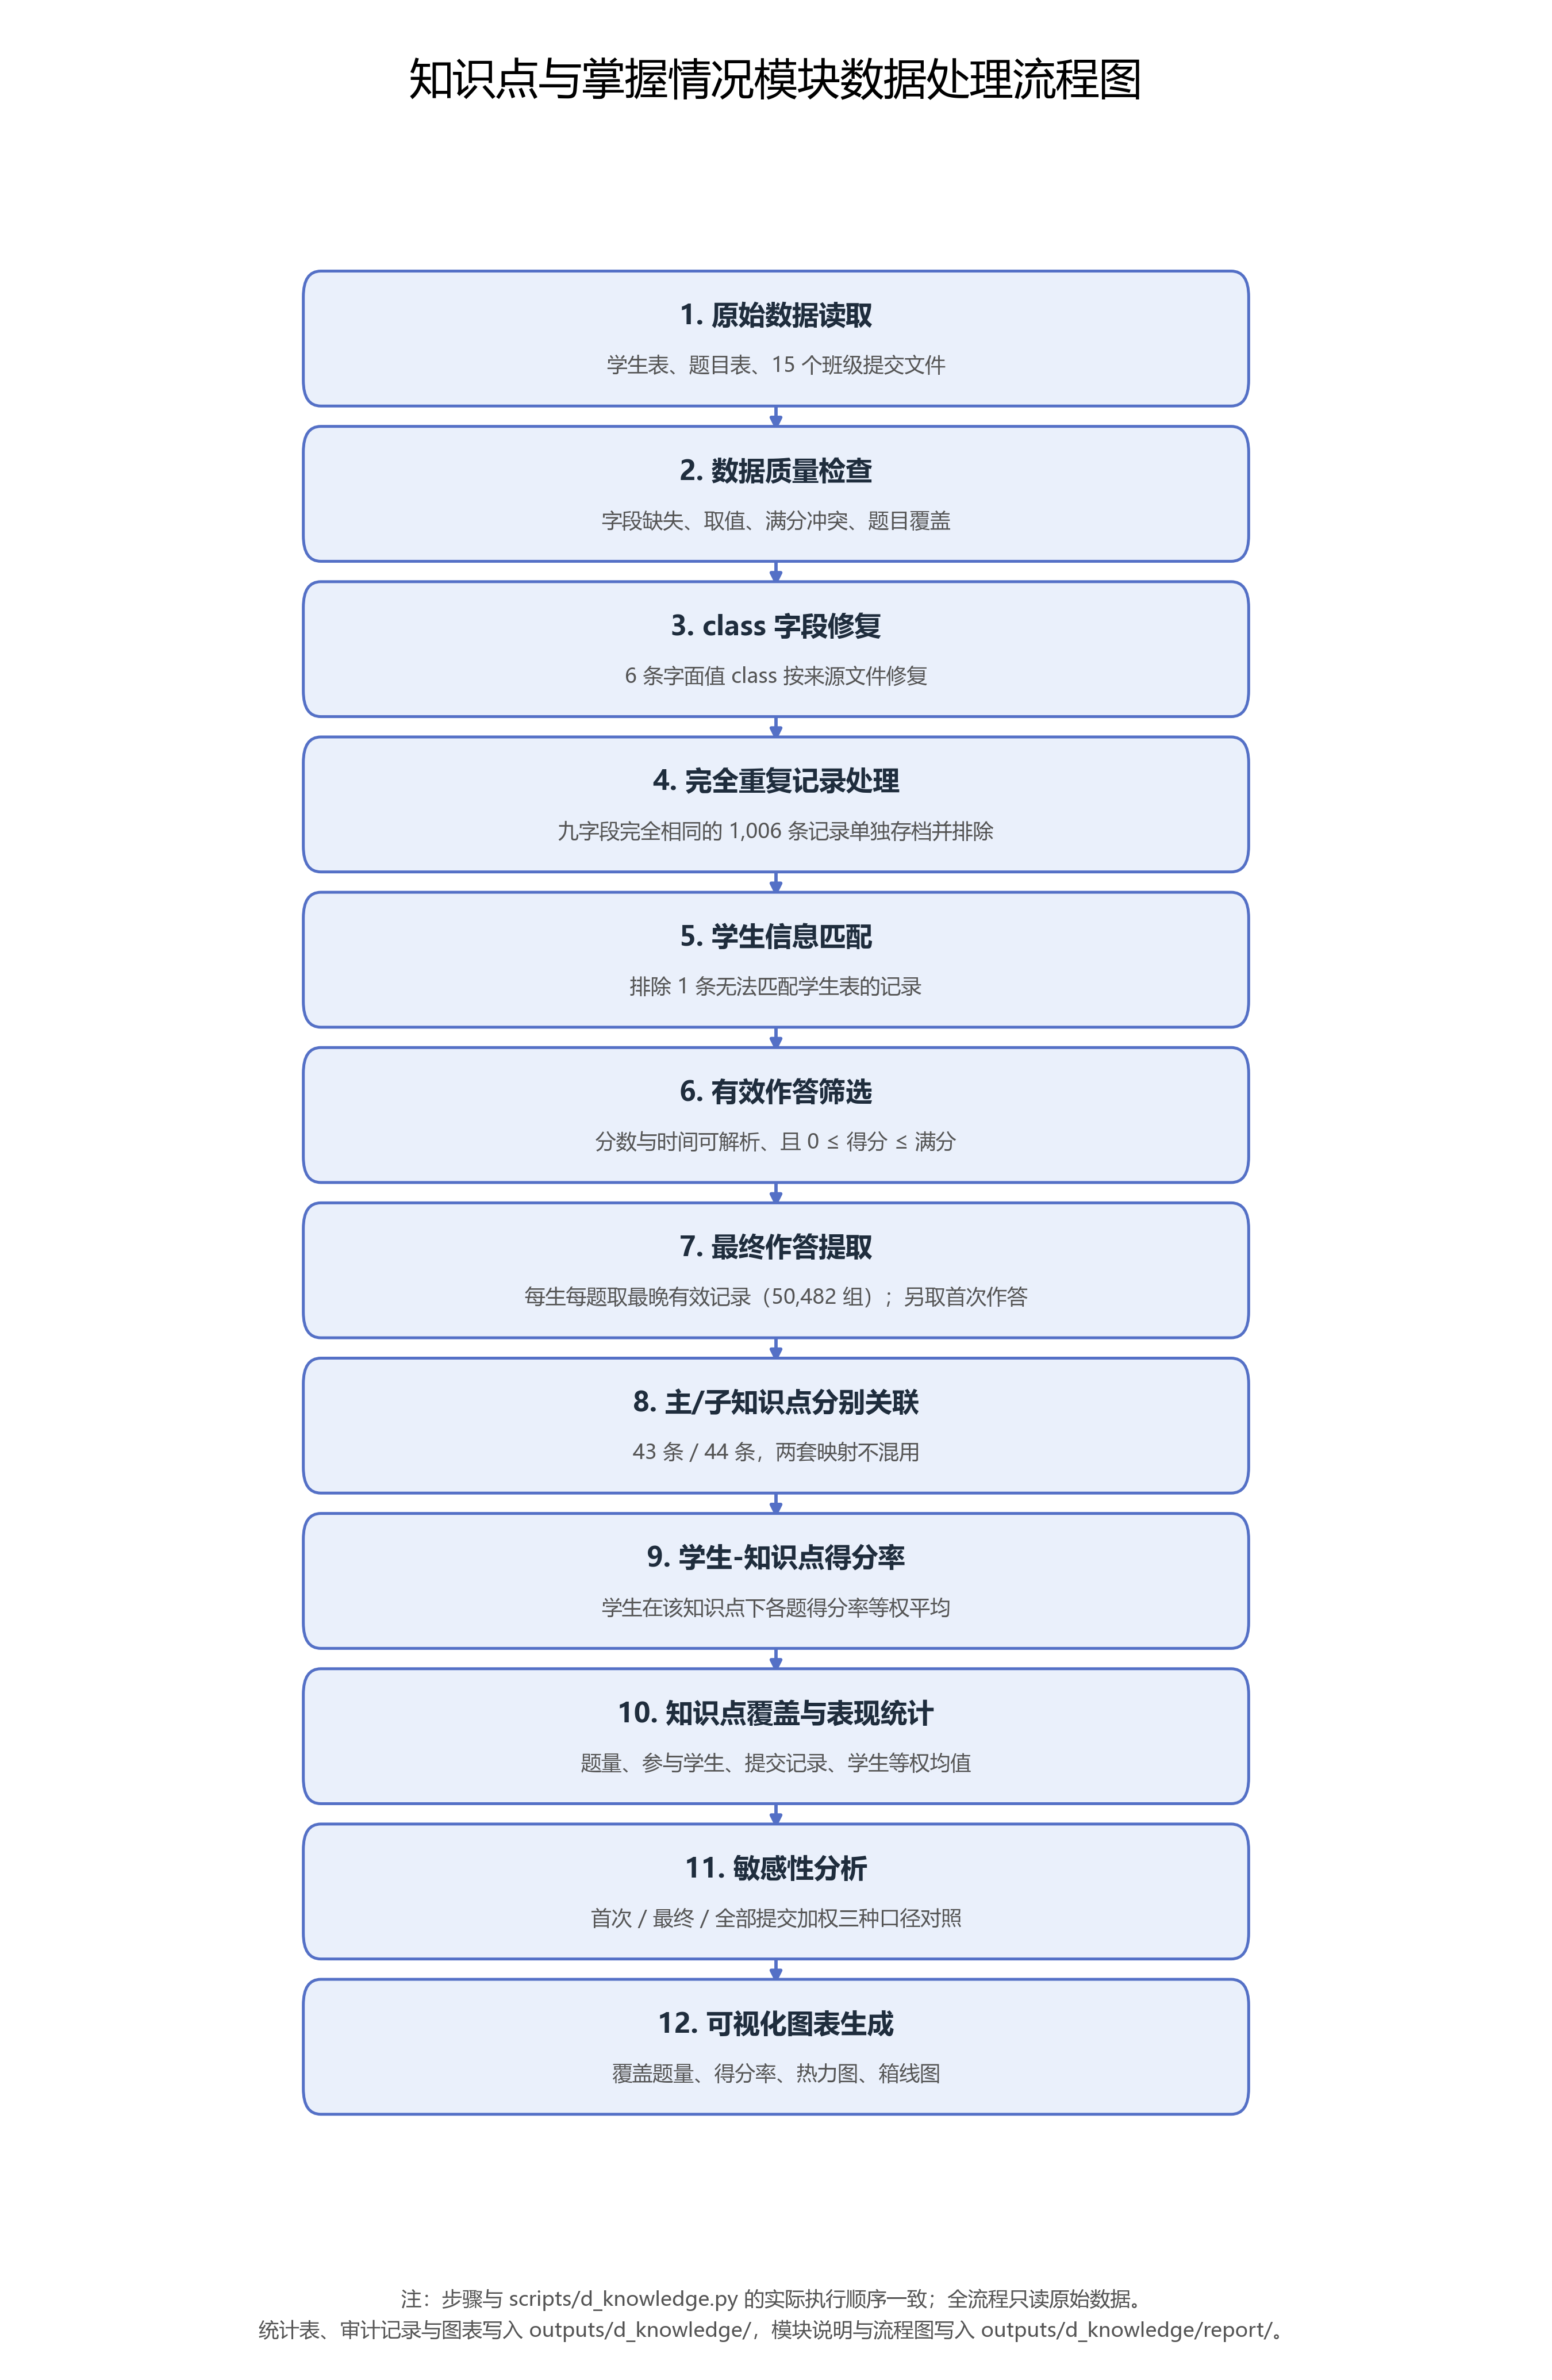 知识点与掌握情况模块数据处理流程图
1. 原始数据读取
学生表、题目表、15 个班级提交文件
2. 数据质量检查
字段缺失、取值、满分冲突、题目覆盖
3. class 字段修复
6 条字面值 class 按来源文件修复
4. 完全重复记录处理
九字段完全相同的 1,006 条记录单独存档并排除
5. 学生信息匹配
排除 1 条无法匹配学生表的记录
6. 有效作答筛选
分数与时间可解析、且 0 ≤ 得分 ≤ 满分
7. 最终作答提取
每生每题取最晚有效记录（50,482 组）；另取首次作答
8. 主/子知识点分别关联
43 条 / 44 条，两套映射不混用
9. 学生-知识点得分率
学生在该知识点下各题得分率等权平均
10. 知识点覆盖与表现统计
题量、参与学生、提交记录、学生等权均值
11. 敏感性分析
首次 / 最终 / 全部提交加权三种口径对照
12. 可视化图表生成
覆盖题量、得分率、热力图、箱线图
注：步骤与 scripts/d_knowledge.py 的实际执行顺序一致；全流程只读原始数据。
统计表、审计记录与图表写入 outputs/d_knowledge/，模块说明与流程图写入 outputs/d_knowledge/report/。